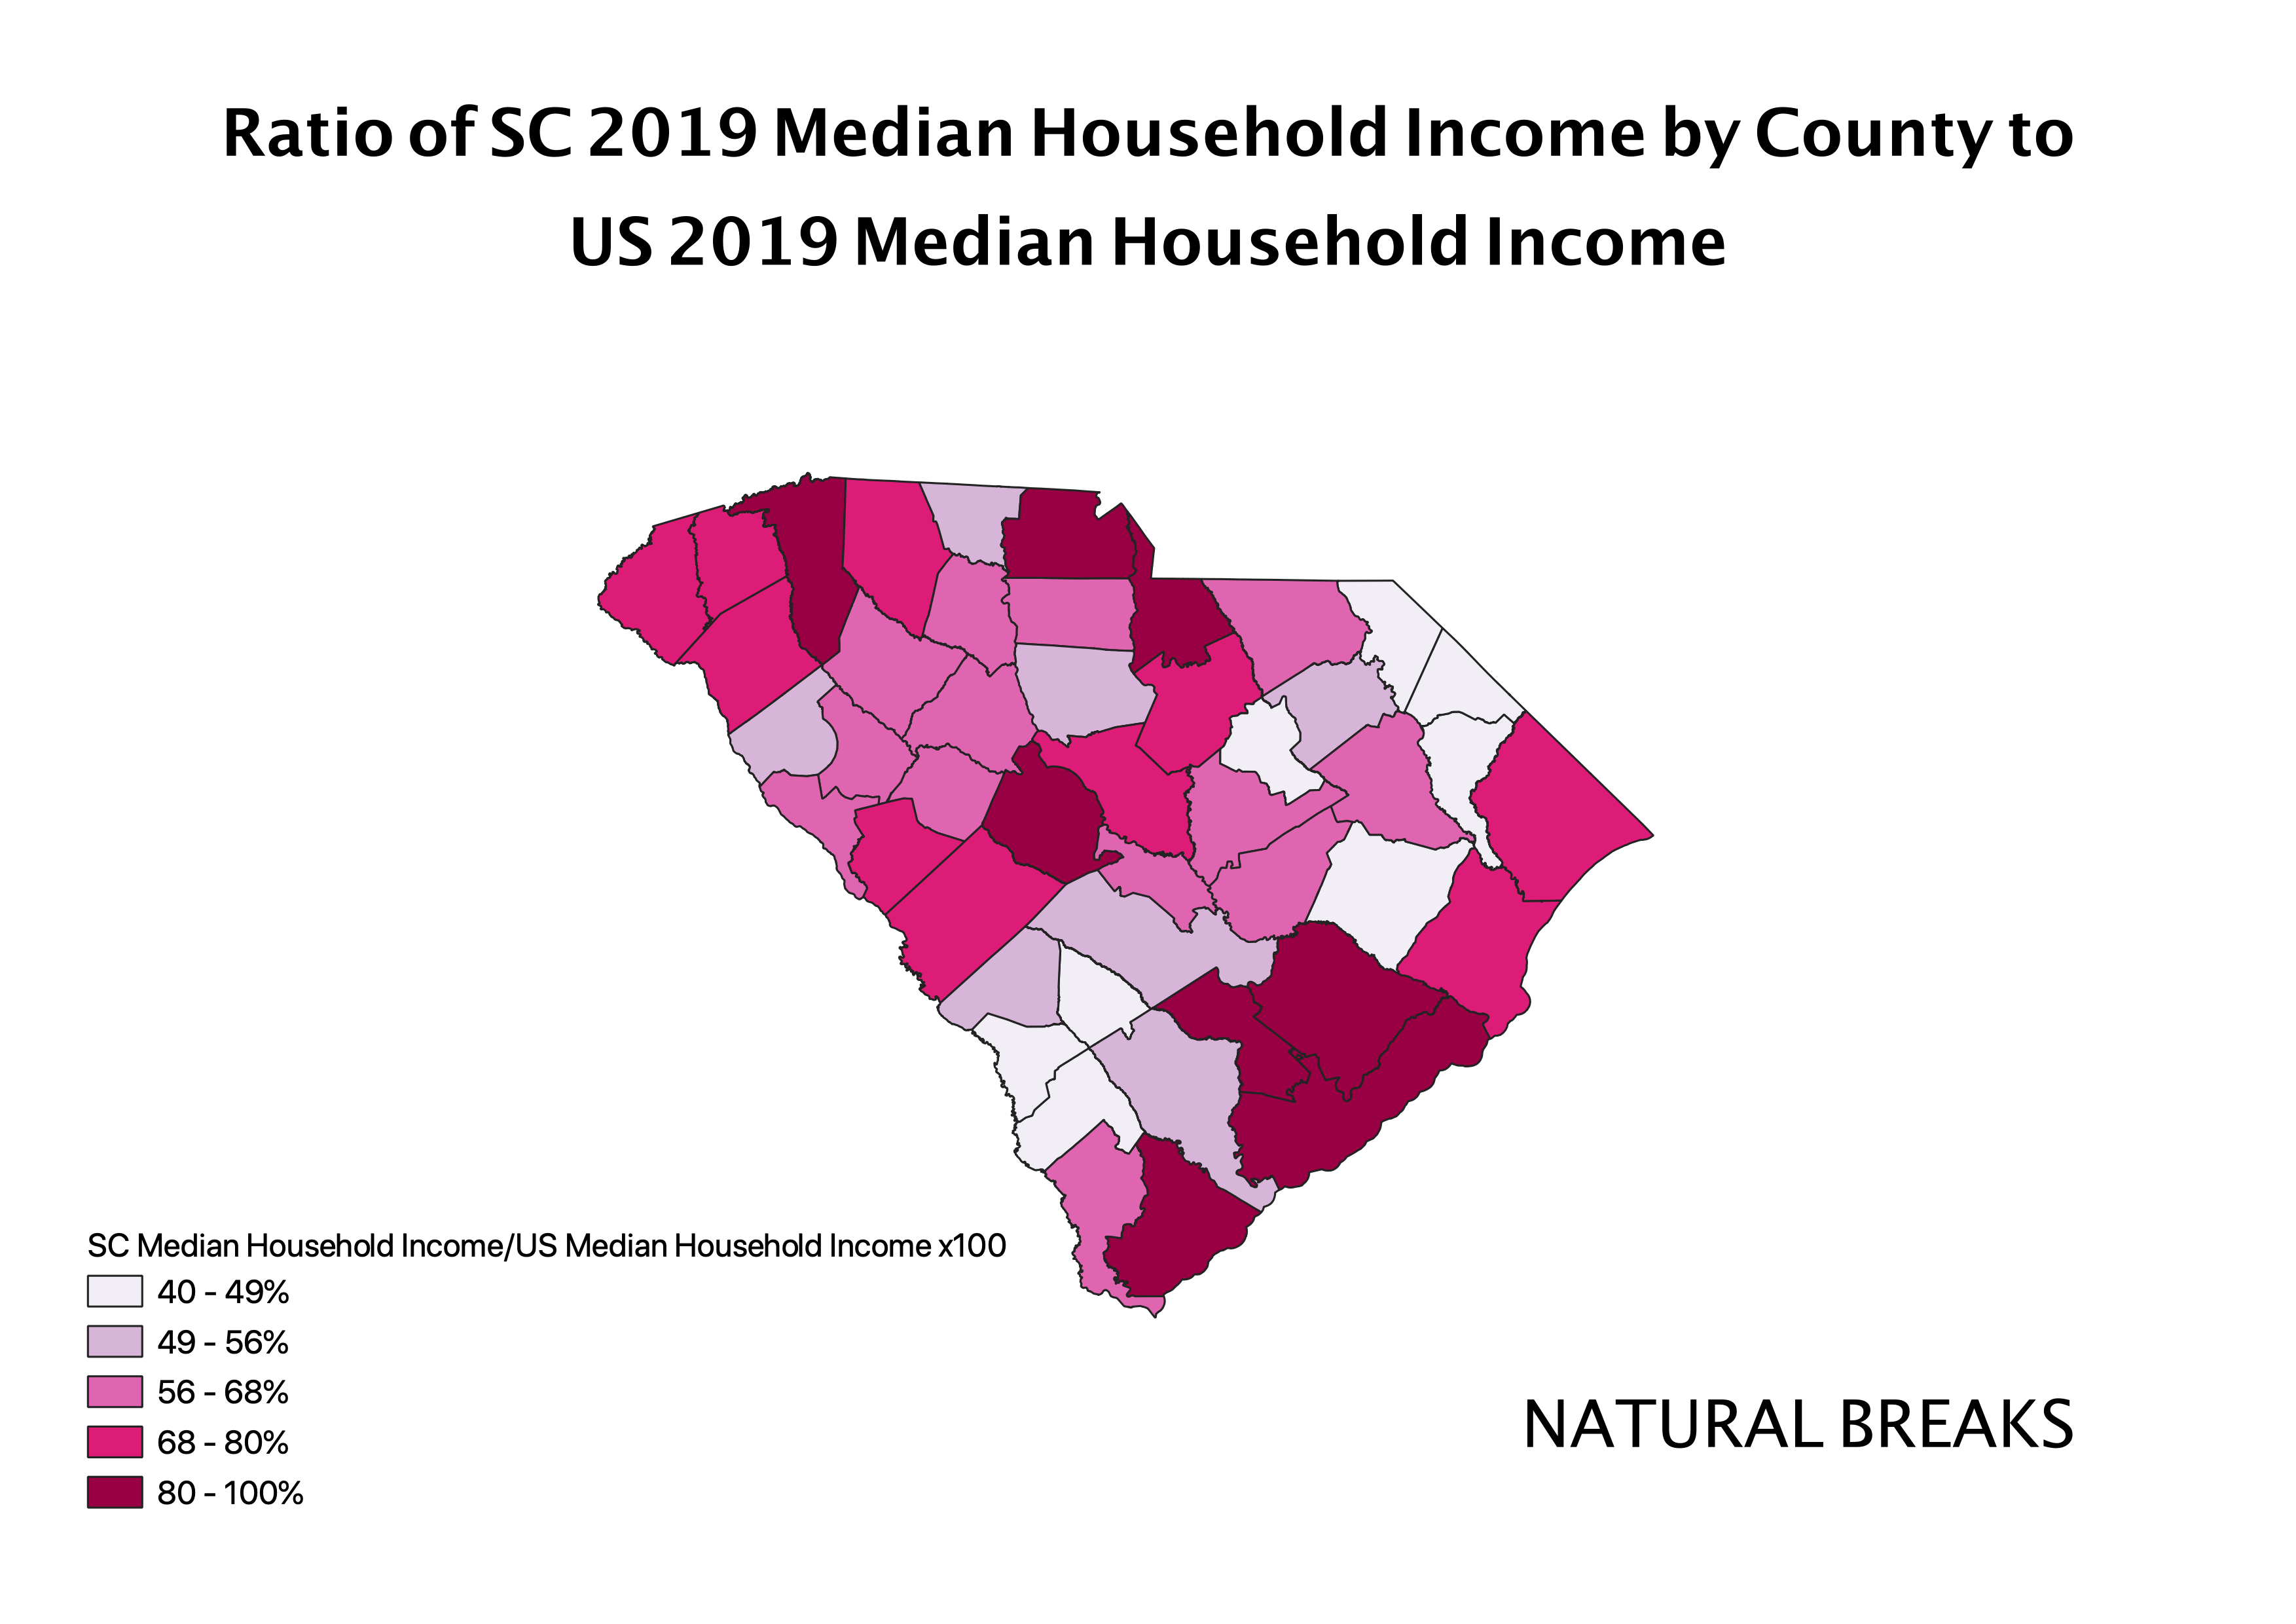 Ratio of SC 2019 Median Household Income by County to
US 2019 Median Household Income
SC Median Household Income/US Median Household Income x100
40 - 49%
49 - 56%
56 - 68%
68 - 80%
80 - 100%
NATURAL BREAKS